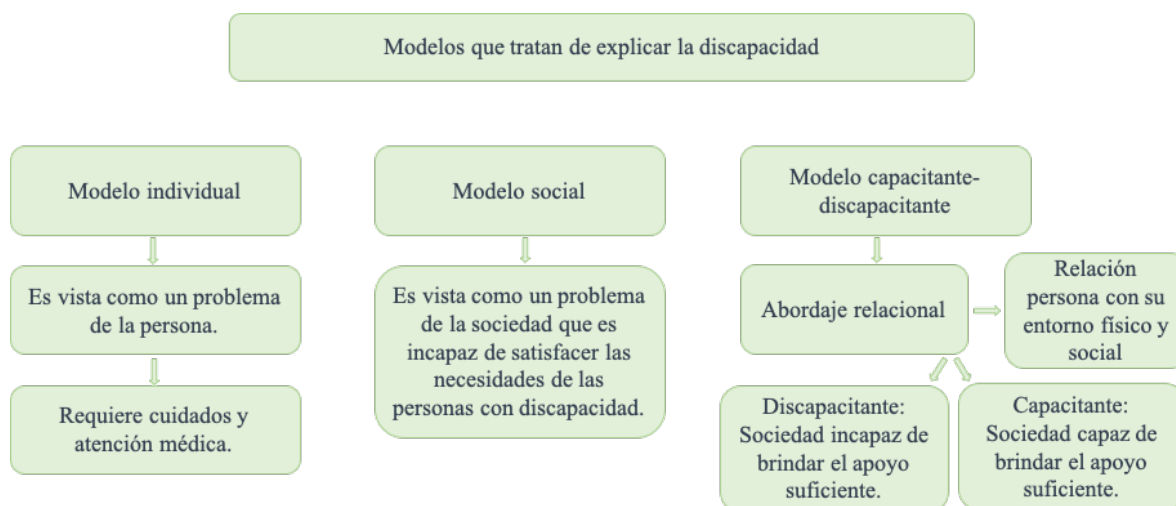 Modelos que tratan de explicar la discapacidad
Modelo individual
Es vista como un problema
de la persona.
Requiere cuidados y
atención médica.
Modelo social
Es vista como un problema
de la sociedad que es
incapaz de satisfacer las
necesidades de las
personas con discapacidad.
Modelo capacitante-
discapacitante
Abordaje relacional
Relación
persona con su
entorno físico y
social
Discapacitante:
Sociedad incapaz de
brindar el apoyo
suficiente.
Capacitante:
Sociedad capaz de
brindar el apoyo
suficiente.